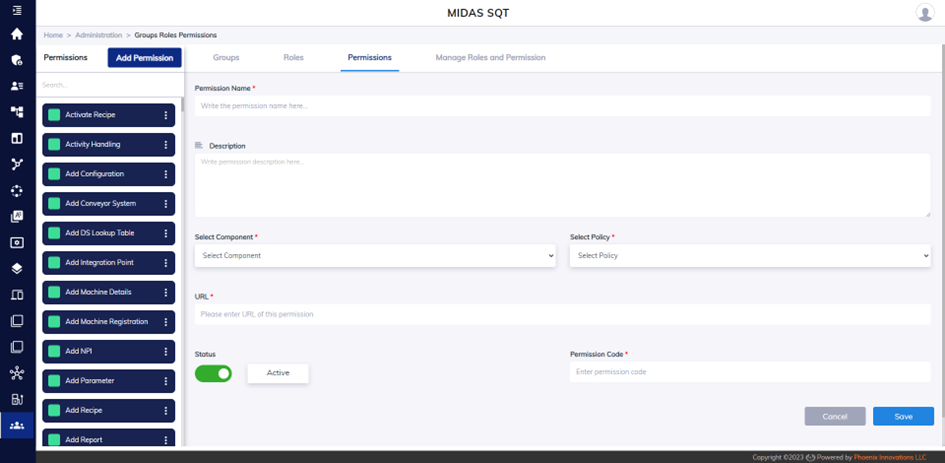 MIDAS SQT
Home > Administration > Groups Roles Permissions
Permissions Add Permission Groups Roles Permissions Manage Roles and Permission
Search...
Activate Recipe
Activity Handling
Add Configuration
Add Conveyor System
Add DS Lookup Table
Add Integration Point
Add Machine Details
Add Machine Registration
Add NPI
Add Parameter
Add Recipe
Add Report
Permission Name *
Write the permission name here...
Description
Write permission description here...
Select Component * Select Policy *
Select Component Select Policy
URL *
Please enter URL of this permission
Status Permission Code *
Active Enter permission code
Cancel Save
Copyright ©2023 Powered by Phoenix Innovations LLC